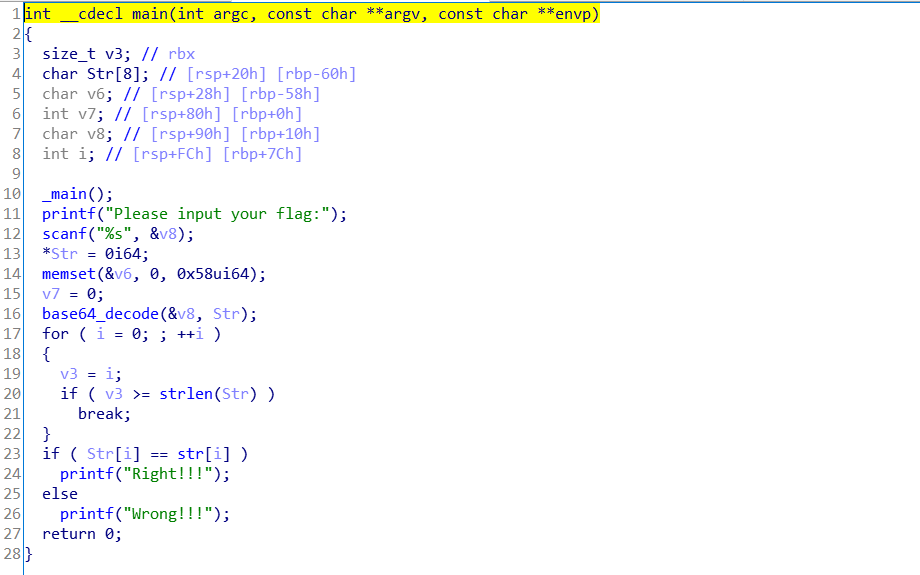 1 int __cdecl main(int argc, const char **argv, const char **envp)
2 {
3   size_t v3; // rbx
4   char Str[8]; // [rsp+20h] [rbp-60h]
5   char v6; // [rsp+28h] [rbp-58h]
6   int v7; // [rsp+80h] [rbp+0h]
7   char v8; // [rsp+90h] [rbp+10h]
8   int i; // [rsp+FCh] [rbp+7Ch]
9
10   _main();
11   printf("Please input your flag:");
12   scanf("%s", &v8);
13   *Str = 0i64;
14   memset(&v6, 0, 0x58ui64);
15   v7 = 0;
16   base64_decode(&v8, Str);
17   for ( i = 0; ; ++i )
18   {
19     v3 = i;
20     if ( v3 >= strlen(Str) )
21       break;
22   }
23   if ( Str[i] == str[i] )
24     printf("Right!!!");
25   else
26     printf("Wrong!!!");
27   return 0;
28 }